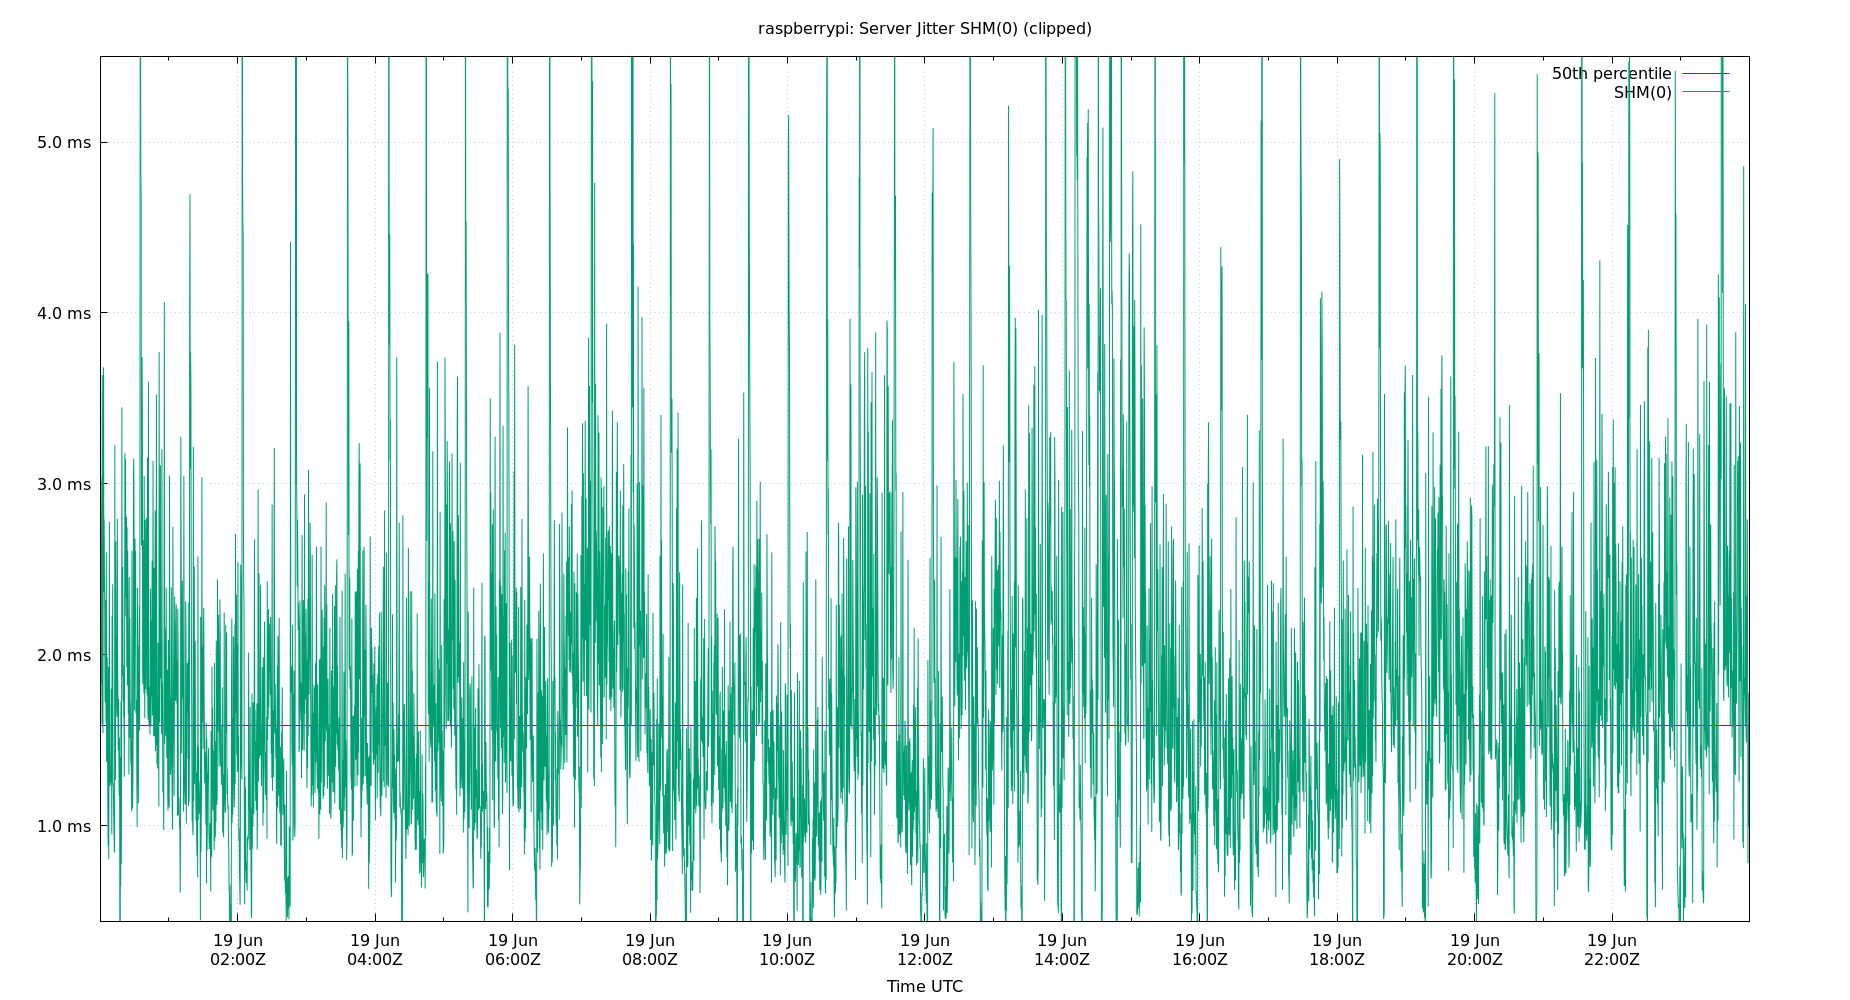 raspberrypi: Server Jitter SHM(0) (clipped)
50th percentile
SHM(0)
5.0 ms
4.0 ms
3.0 ms
2.0 ms
1.0 ms
19 Jun 19 Jun 19 Jun 19 Jun 19 Jun 19 Jun 19 Jun 19 Jun 19 Jun 19 Jun 19 Jun
02:00Z 04:00Z 06:00Z 08:00Z 10:00Z 12:00Z 14:00Z 16:00Z 18:00Z 20:00Z 22:00Z
Time UTC